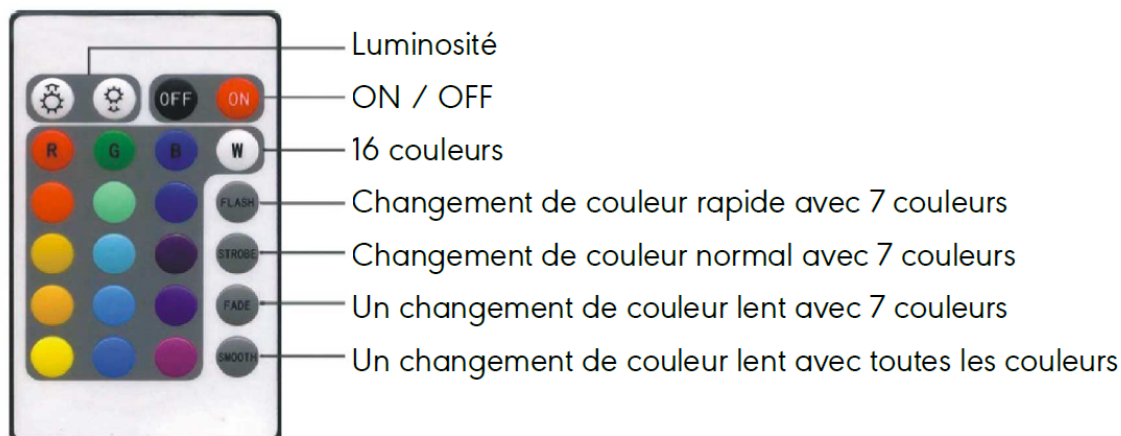 Luminosité
OFF ON
ON / OFF
R G B W
16 couleurs
FLASH
Changement de couleur rapide avec 7 couleurs
STROBE
Changement de couleur normal avec 7 couleurs
FADE
Un changement de couleur lent avec 7 couleurs
SMOOTH
Un changement de couleur lent avec toutes les couleurs